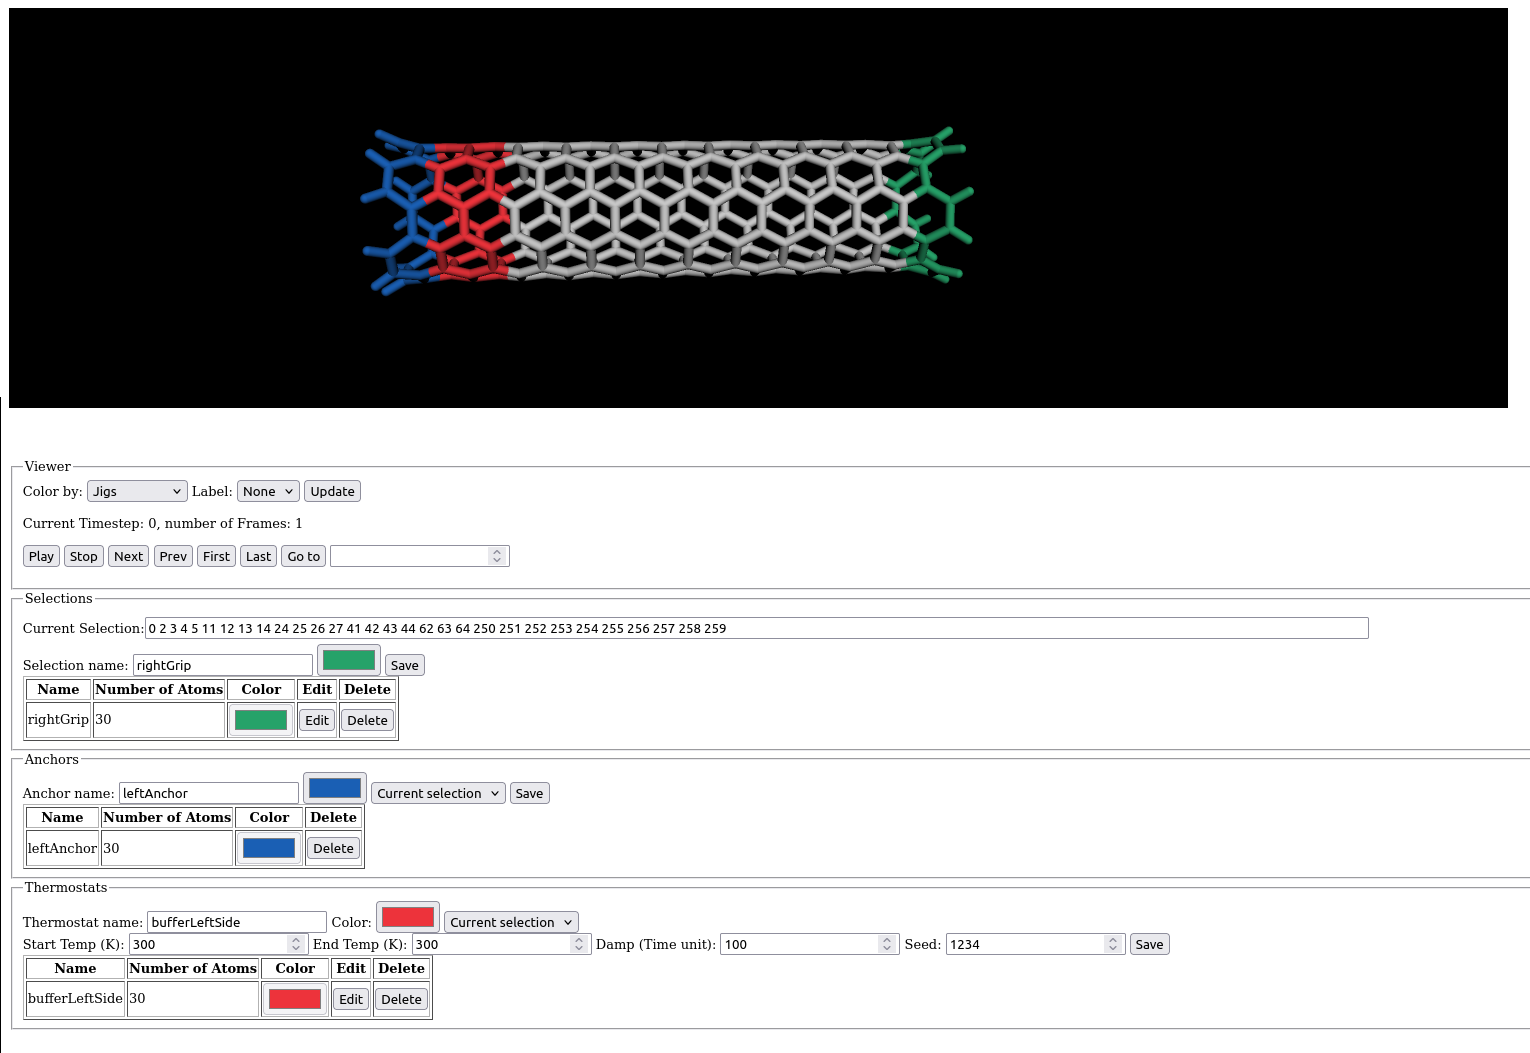 Viewer
Color by: Jigs Label: None Update
Current Timestep: 0, number of Frames: 1
Play Stop Next Prev First Last Go to
Selections
Current Selection: 0 2 3 4 5 11 12 13 14 24 25 26 27 41 42 43 44 62 63 64 250 251 252 253 254 255 256 257 258 259
Selection name: rightGrip Save
Name Number of Atoms Color Edit Delete
rightGrip 30 Edit Delete
Anchors
Anchor name: leftAnchor Current selection Save
Name Number of Atoms Color Delete
leftAnchor 30 Delete
Thermostats
Thermostat name: bufferLeftSide Color: Current selection
Start Temp (K): 300 End Temp (K): 300 Damp (Time unit): 100 Seed: 1234 Save
Name Number of Atoms Color Edit Delete
bufferLeftSide 30 Edit Delete